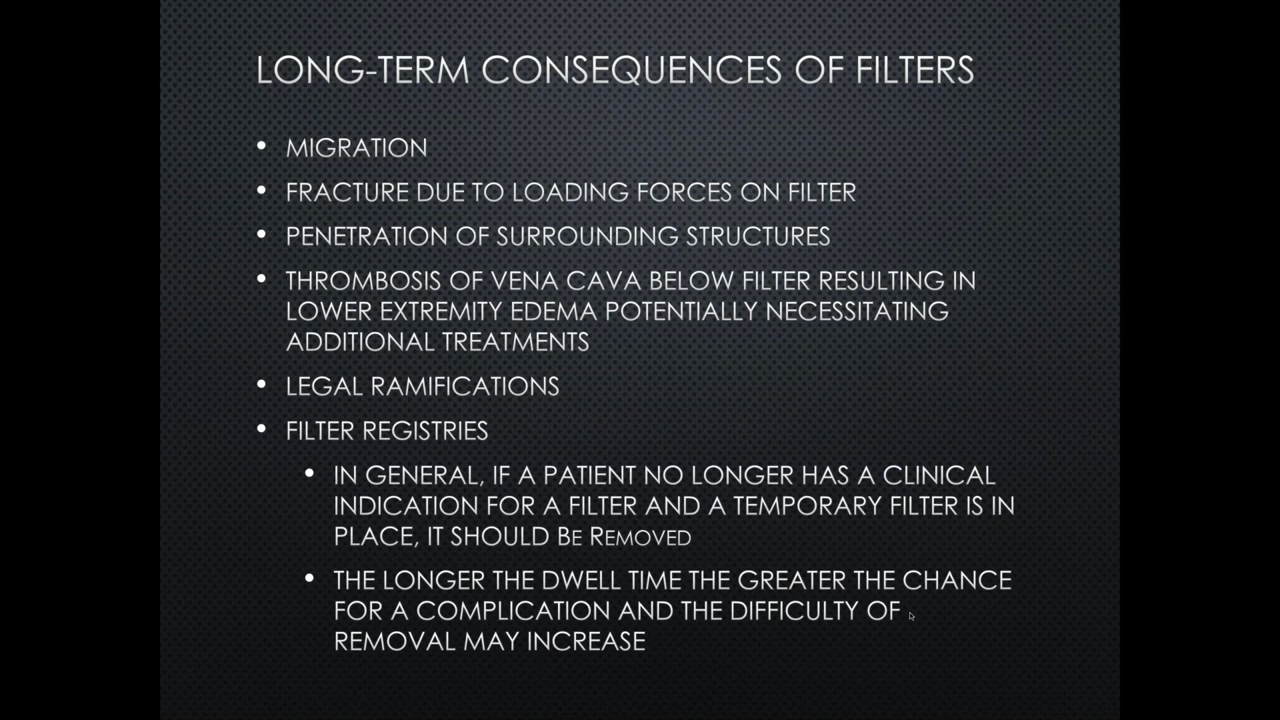 LONG-TERM CONSEQUENCES OF FILTERS
• MIGRATION
• FRACTURE DUE TO LOADING FORCES ON FILTER
• PENETRATION OF SURROUNDING STRUCTURES
• THROMBOSIS OF VENA CAVA BELOW FILTER RESULTING IN
LOWER EXTREMITY EDEMA POTENTIALLY NECESSITATING
ADDITIONAL TREATMENTS
• LEGAL RAMIFICATIONS
• FILTER REGISTRIES
• IN GENERAL, IF A PATIENT NO LONGER HAS A CLINICAL
INDICATION FOR A FILTER AND A TEMPORARY FILTER IS IN
PLACE, IT SHOULD BE REMOVED
• THE LONGER THE DWELL TIME THE GREATER THE CHANCE
FOR A COMPLICATION AND THE DIFFICULTY OF
REMOVAL MAY INCREASE